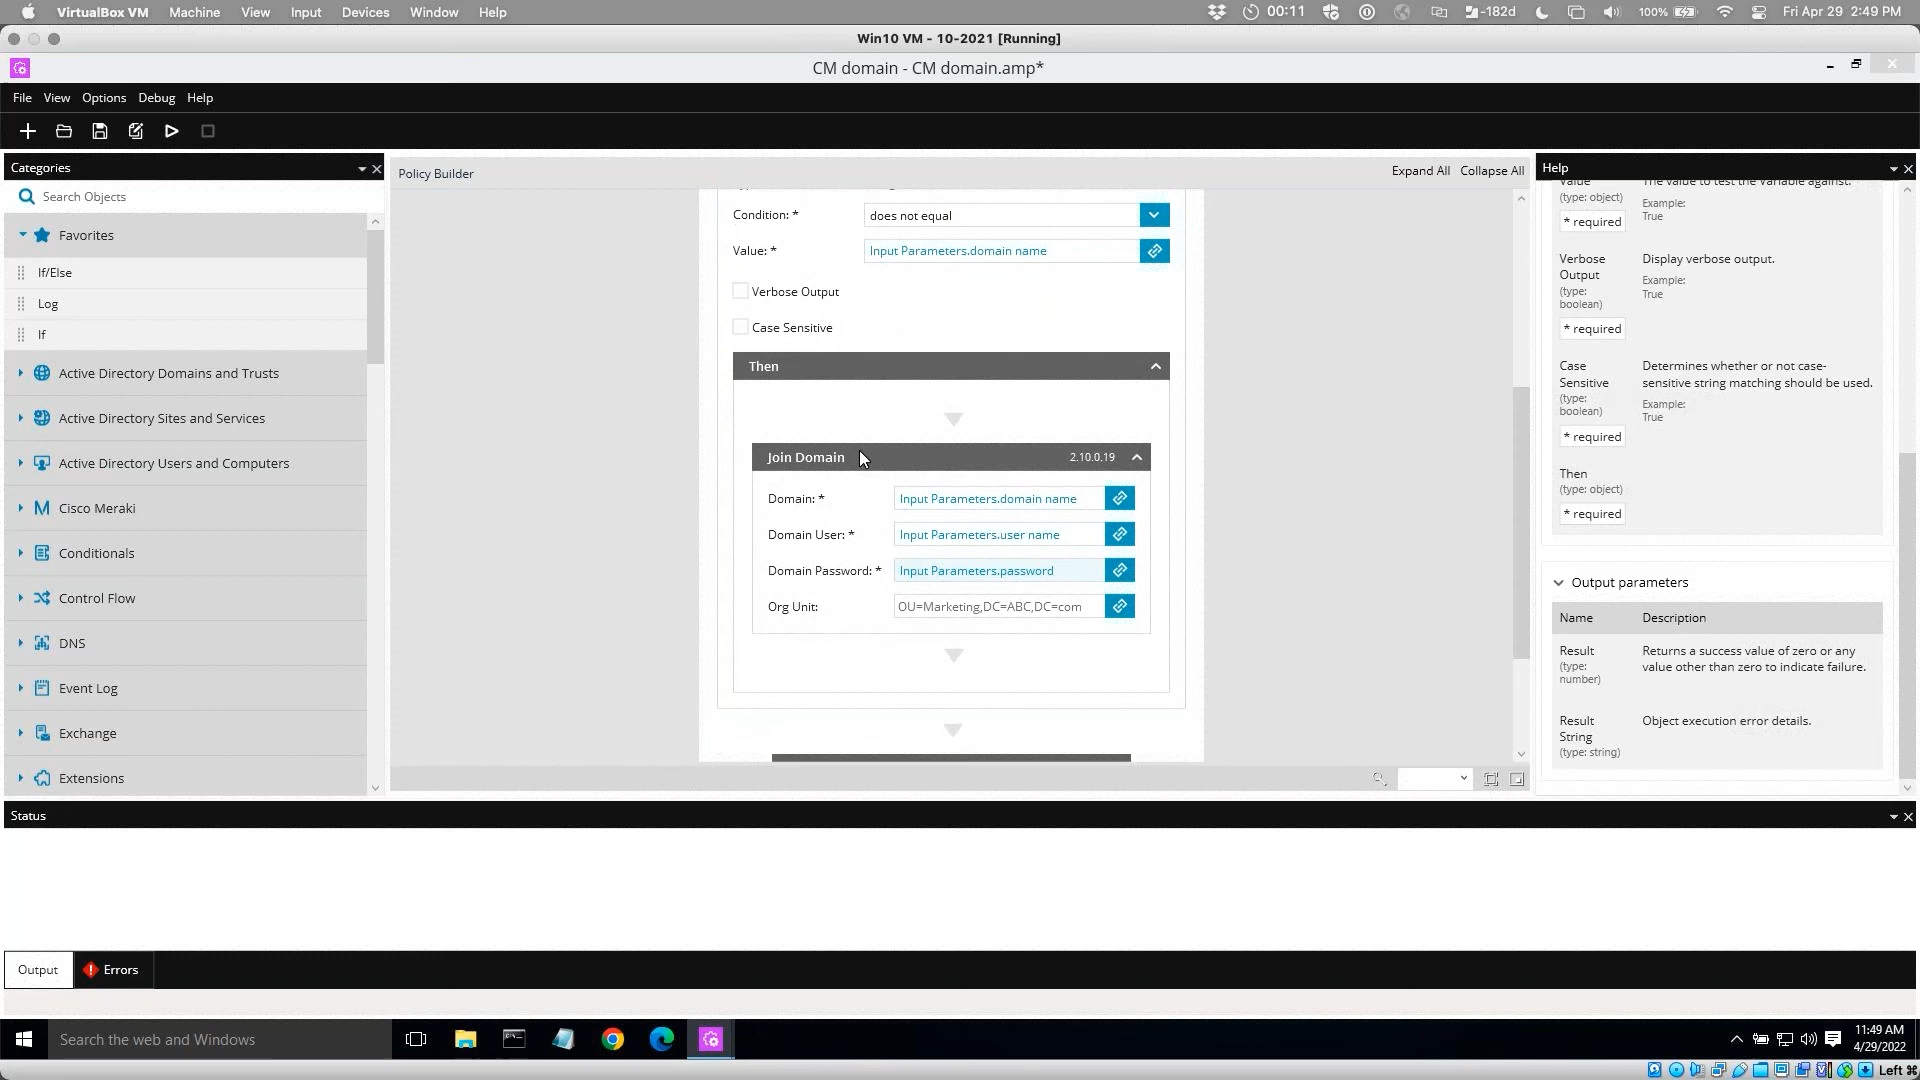 VirtualBox VM Machine View Input Devices Window Help 00:11 -182d 100% Fri Apr 29 2:49 PM
Win10 VM - 10-2021 [Running]
CM domain - CM domain.amp*
File View Options Debug Help
Categories
Search Objects
Favorites
If/Else
Log
If
Active Directory Domains and Trusts
Active Directory Sites and Services
Active Directory Users and Computers
Cisco Meraki
Conditionals
Control Flow
DNS
Event Log
Exchange
Extensions
Policy Builder
Expand All Collapse All
Condition: * does not equal
Value: * Input Parameters.domain name
Verbose Output
Case Sensitive
Then
Join Domain 2.10.0.19
Domain: * Input Parameters.domain name
Domain User: * Input Parameters.user name
Domain Password: * Input Parameters.password
Org Unit: OU=Marketing,DC=ABC,DC=com
Help
Value The value to test the variable against.
(type: object) Example:
True
* required
Verbose Display verbose output.
Output
Example:
(type:
True
boolean)
* required
Case Determines whether or not case-
Sensitive sensitive string matching should be used.
(type:
Example:
boolean)
True
* required
Then
(type: object)
* required
Output parameters
Name Description
Result Returns a success value of zero or any
(type: value other than zero to indicate failure.
number)
Result Object execution error details.
String
(type: string)
Status
Output Errors
Search the web and Windows
11:49 AM
4/29/2022
Left ⌘